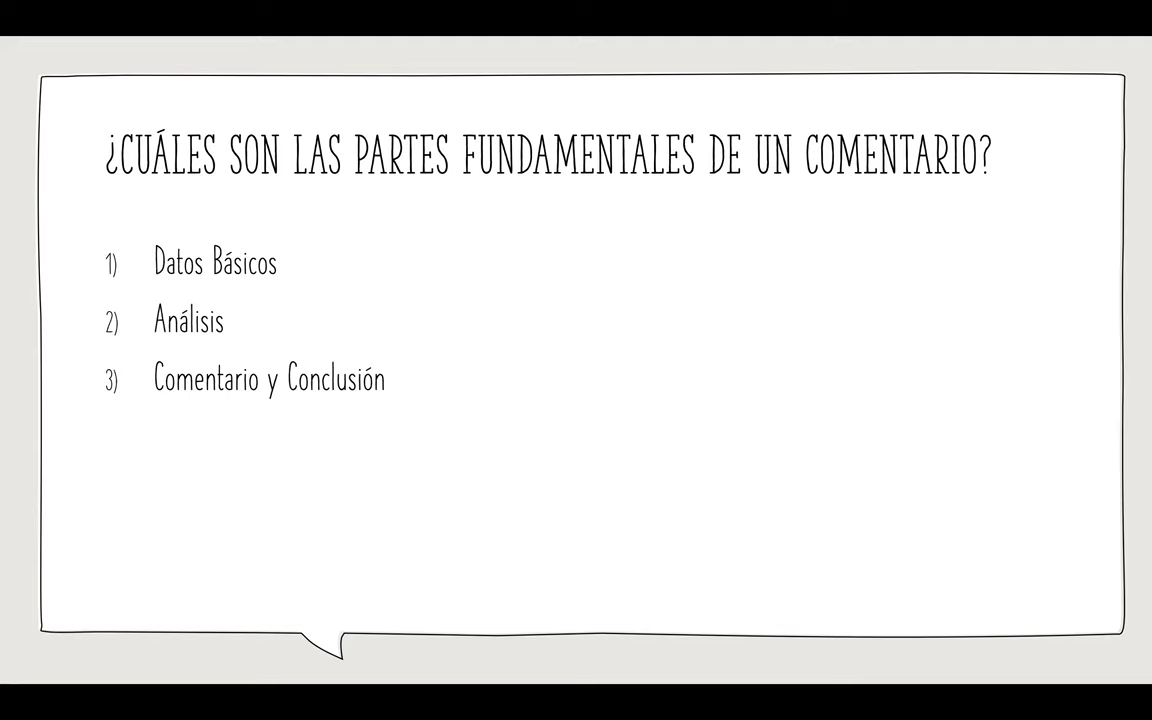 ¿CUÁLES SON LAS PARTES FUNDAMENTALES DE UN COMENTARIO?
1) Datos Básicos
2) Análisis
3) Comentario y Conclusión